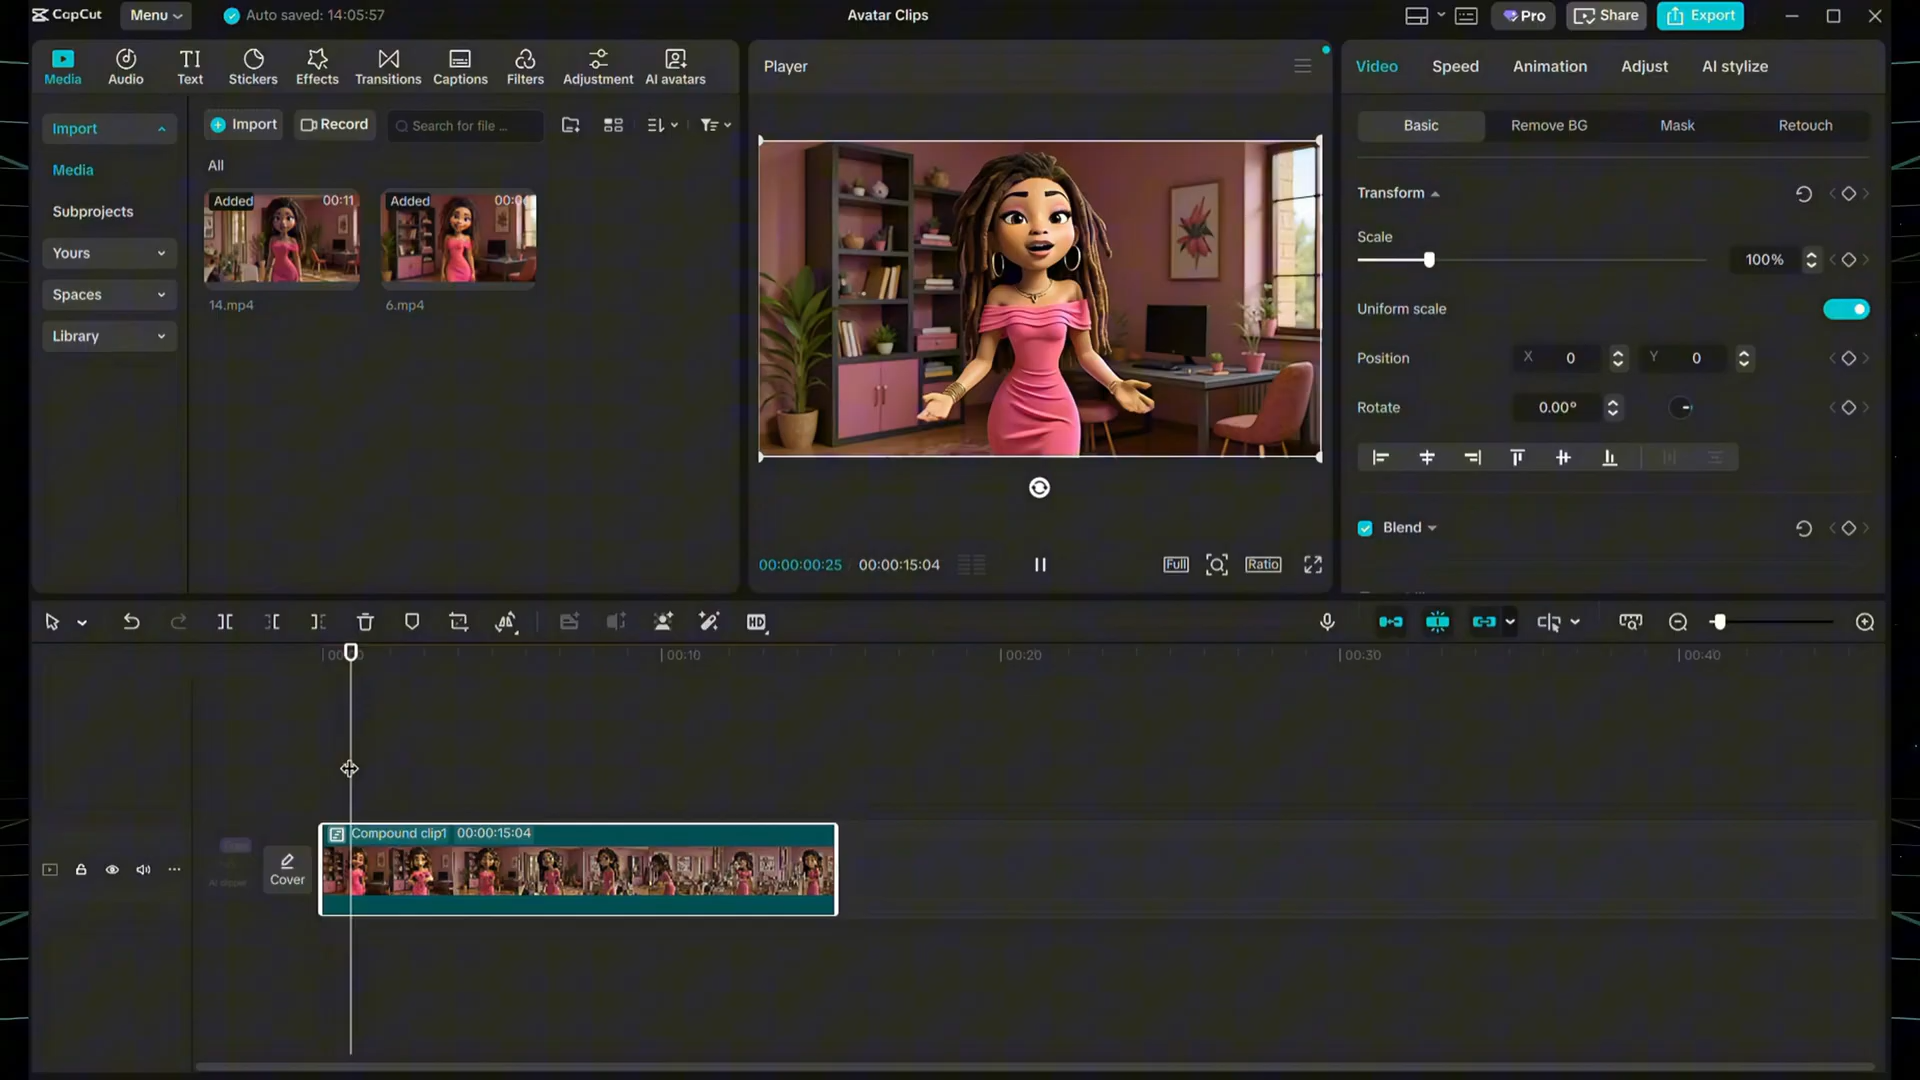 CapCut Menu Auto saved: 14:05:57 Avatar Clips Pro Share Export
Media Audio Text Stickers Effects Transitions Captions Filters Adjustment AI avatars
Import
Media
Subprojects
Yours
Spaces
Library
Import Record Search for file ...
All
Added 00:11
Added
14.mp4 6.mp4
Player
00:00:00:25 00:00:15:04 Full Ratio
Video Speed Animation Adjust AI stylize
Basic Remove BG Mask Retouch
Transform
Scale
100%
Uniform scale
Position X 0 Y 0
Rotate 0.00°
Blend
HD
00:10 00:20 00:30 00:40
Compound clip1 00:00:15:04
Cover